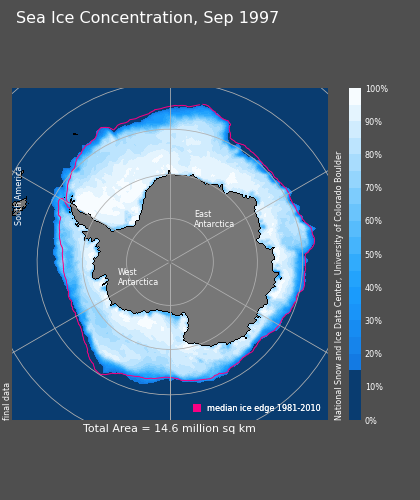 Sea Ice Concentration, Sep 1997
100%
90%
80%
70%
60%
50%
40%
30%
20%
10%
0%
South America
East
Antarctica
West
Antarctica
National Snow and Ice Data Center, University of Colorado Boulder
final data
median ice edge 1981-2010
Total Area = 14.6 million sq km